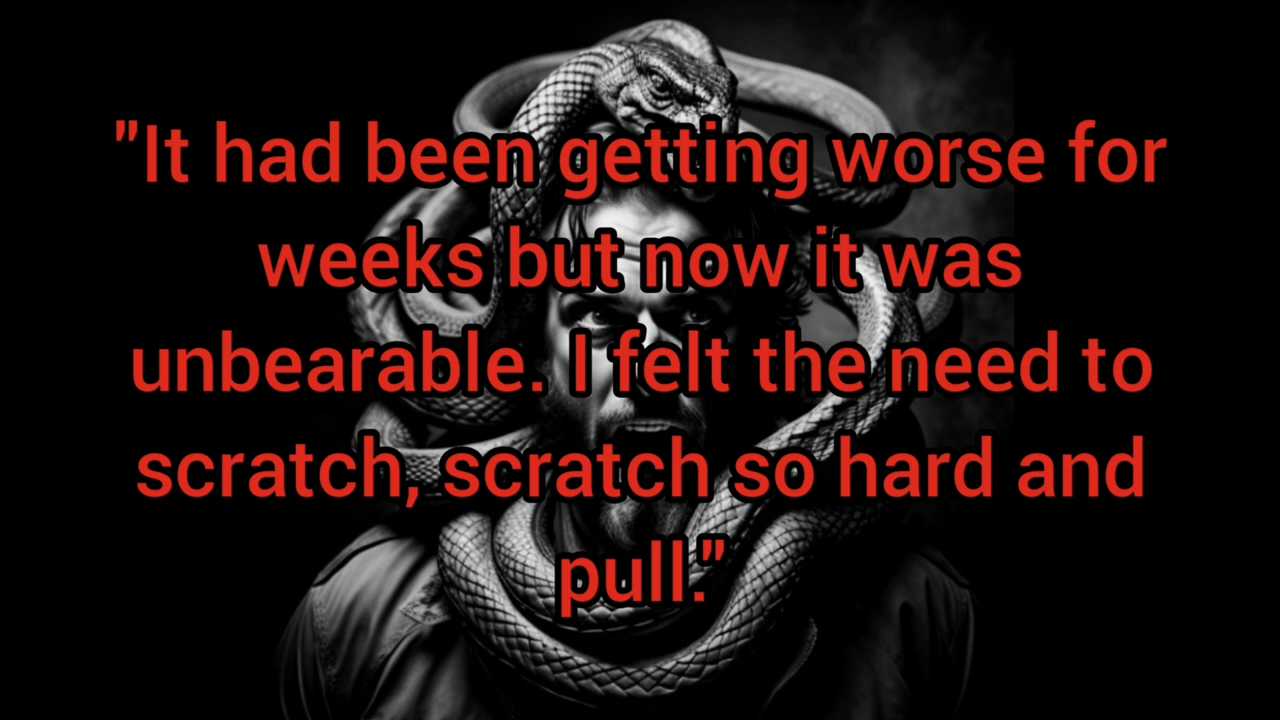 "It had been getting worse for
weeks but now it was
unbearable. I felt the need to
scratch, scratch so hard and
pull."